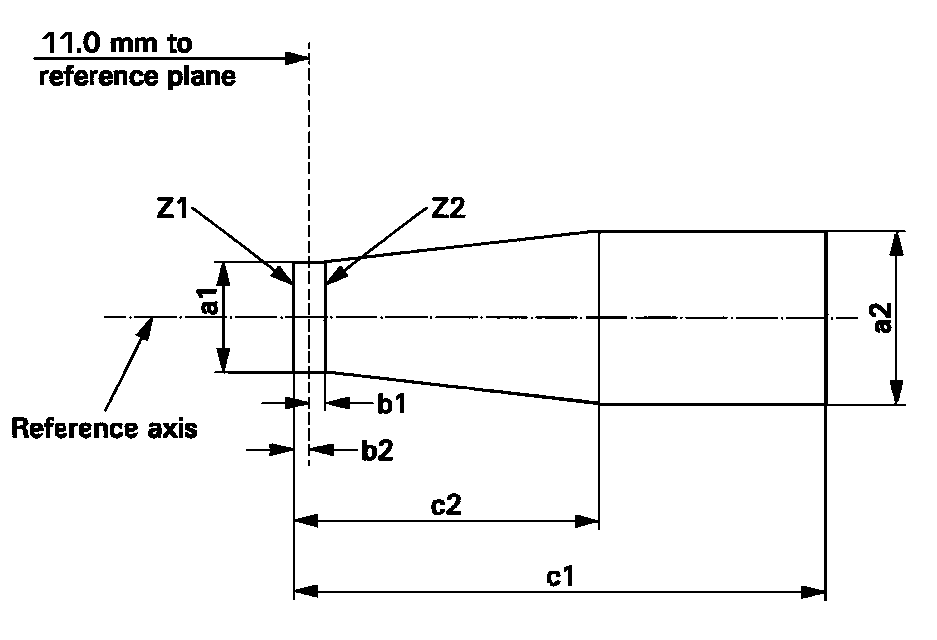 11.0 mm to
reference plane
Z1
Z2
a1
a2
b1
Reference axis
b2
c2
c1